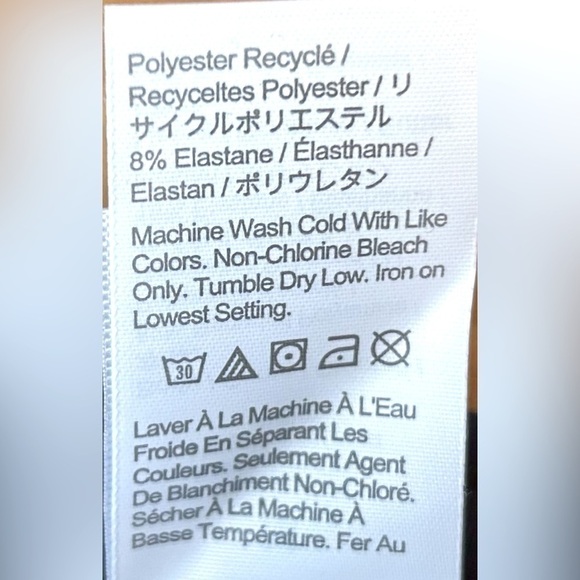 Polyester Recyclé /
Recyceltes Polyester / リ
サイクルポリエステル
8% Elastane / Élasthanne /
Elastan / ポリウレタン
Machine Wash Cold With Like
Colors. Non-Chlorine Bleach
Only. Tumble Dry Low. Iron on
Lowest Setting.
30
Laver À La Machine À L'Eau
Froide En Séparant Les
Couleurs. Seulement Agent
De Blanchiment Non-Chloré.
Sécher À La Machine À
Basse Température. Fer Au